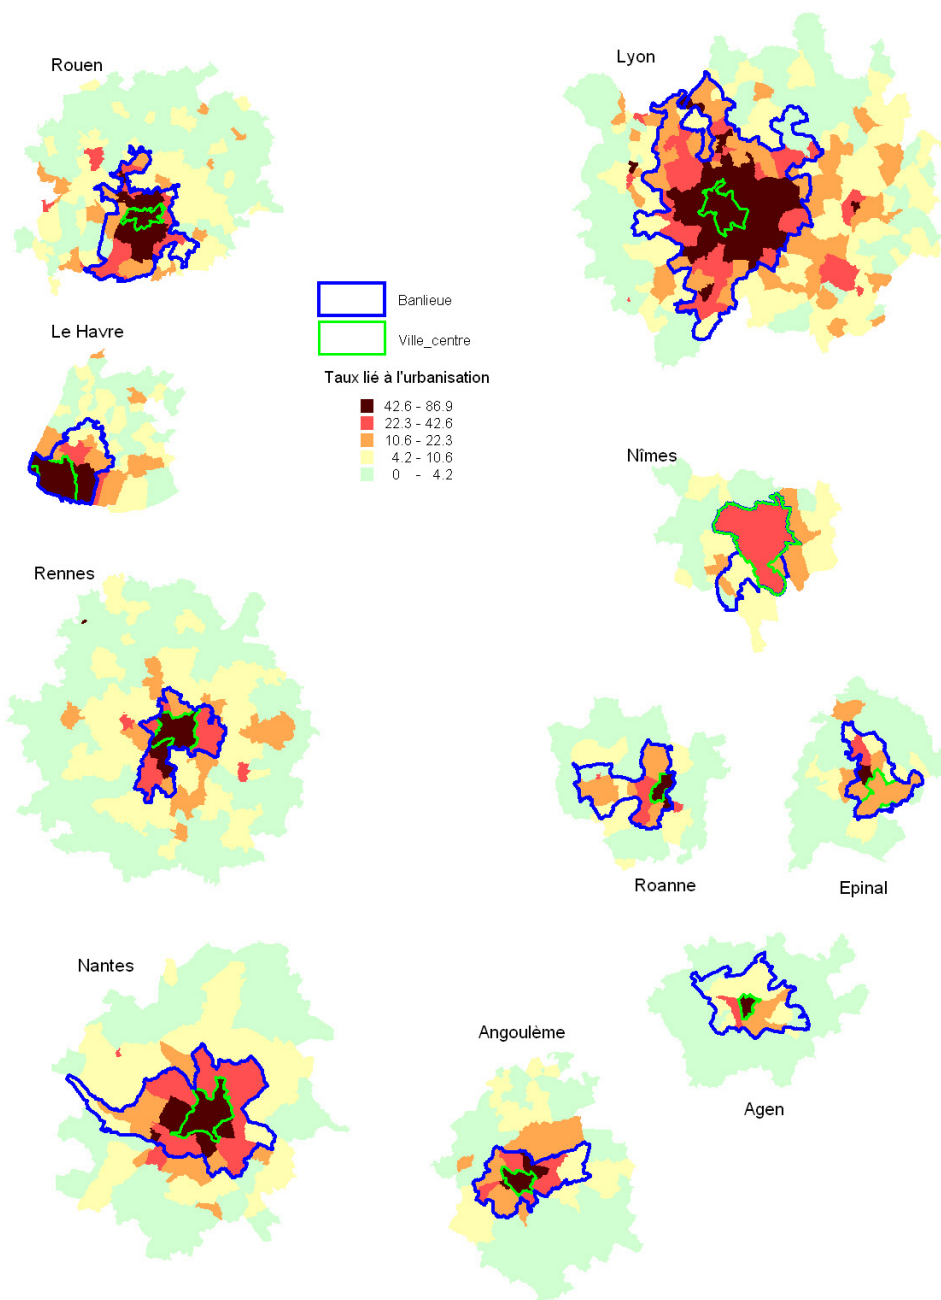 Rouen
Lyon
Banlieue
Ville_centre
Le Havre
Taux lié à l'urbanisation
42.6 - 86.9
22.3 - 42.6
10.6 - 22.3
4.2 - 10.6
0 - 4.2
Nîmes
Rennes
Roanne
Epinal
Nantes
Angoulème
Agen